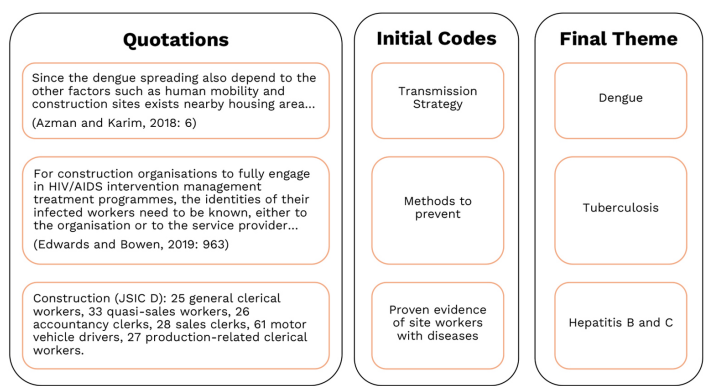 Quotations
Since the dengue spreading also depend to the
other factors such as human mobility and
construction sites exists nearby housing area...
(Azman and Karim, 2018: 6)
For construction organisations to fully engage
in HIV/AIDS intervention management
treatment programmes, the identities of their
infected workers need to be known, either to
the organisation or to the service provider...
(Edwards and Bowen, 2019: 963)
Construction (JSIC D): 25 general clerical
workers, 33 quasi-sales workers, 26
accountancy clerks, 28 sales clerks, 61 motor
vehicle drivers, 27 production-related clerical
workers.
Initial Codes
Transmission
Strategy
Methods to
prevent
Proven evidence
of site workers
with diseases
Final Theme
Dengue
Tuberculosis
Hepatitis B and C